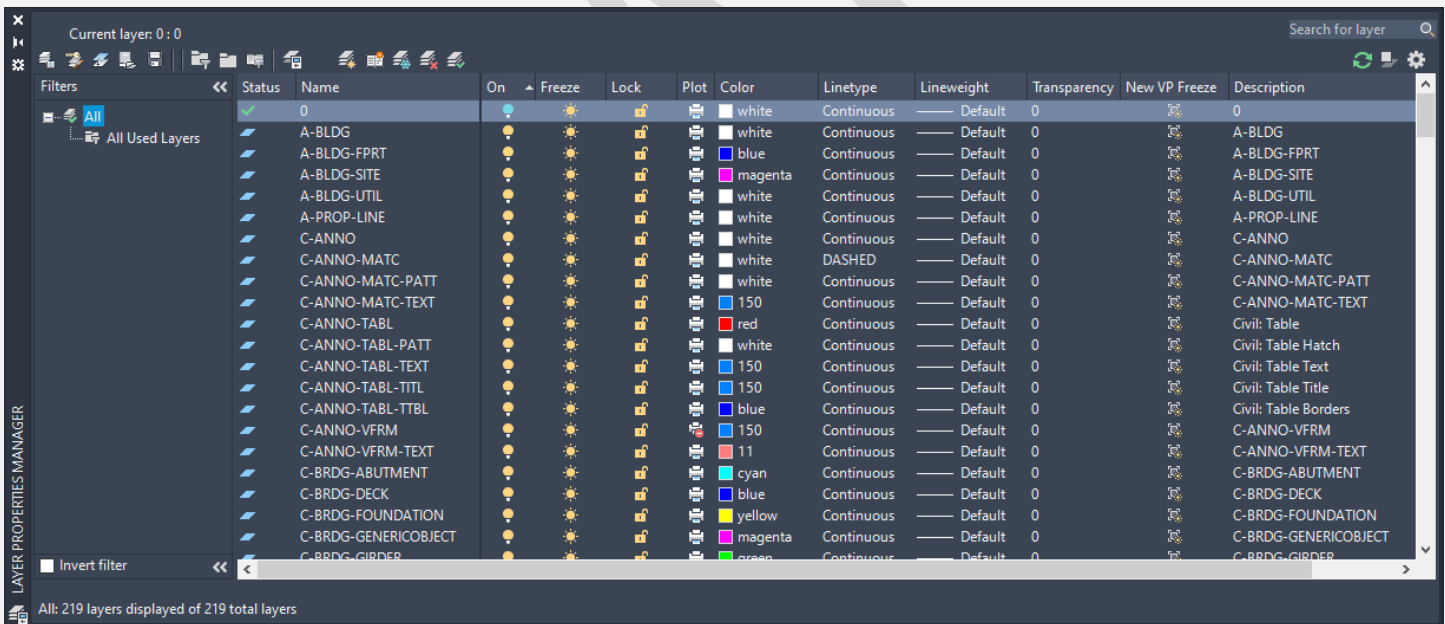 Current layer: 0 : 0
Search for layer
Filters
Status Name On Freeze Lock Plot Color Linetype Lineweight Transparency New VP Freeze Description
All
All Used Layers
0 white Continuous Default 0 0
A-BLDG white Continuous Default 0 A-BLDG
A-BLDG-FPRT blue Continuous Default 0 A-BLDG-FPRT
A-BLDG-SITE magenta Continuous Default 0 A-BLDG-SITE
A-BLDG-UTIL white Continuous Default 0 A-BLDG-UTIL
A-PROP-LINE white Continuous Default 0 A-PROP-LINE
C-ANNO white Continuous Default 0 C-ANNO
C-ANNO-MATC white DASHED Default 0 C-ANNO-MATC
C-ANNO-MATC-PATT white Continuous Default 0 C-ANNO-MATC-PATT
C-ANNO-MATC-TEXT 150 Continuous Default 0 C-ANNO-MATC-TEXT
C-ANNO-TABL red Continuous Default 0 Civil: Table
C-ANNO-TABL-PATT white Continuous Default 0 Civil: Table Hatch
C-ANNO-TABL-TEXT 150 Continuous Default 0 Civil: Table Text
C-ANNO-TABL-TITL 150 Continuous Default 0 Civil: Table Title
C-ANNO-TABL-TTBL blue Continuous Default 0 Civil: Table Borders
C-ANNO-VFRM 150 Continuous Default 0 C-ANNO-VFRM
C-ANNO-VFRM-TEXT 11 Continuous Default 0 C-ANNO-VFRM-TEXT
C-BRDG-ABUTMENT cyan Continuous Default 0 C-BRDG-ABUTMENT
C-BRDG-DECK blue Continuous Default 0 C-BRDG-DECK
C-BRDG-FOUNDATION yellow Continuous Default 0 C-BRDG-FOUNDATION
C-BRDG-GENERICOBJECT magenta Continuous Default 0 C-BRDG-GENERICOBJECT
C-BRDG-GIRDER green Continuous Default 0 C-BRDG-GIRDER
Invert filter
All: 219 layers displayed of 219 total layers
LAYER PROPERTIES MANAGER